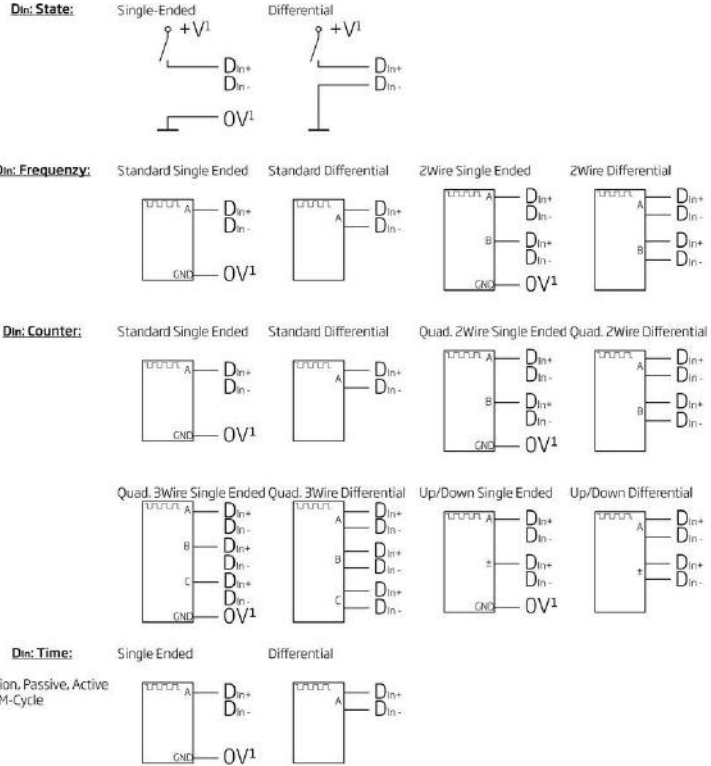 DIn: State: Single-Ended Differential
+V1 +V1
DIn+ DIn+
DIn- DIn-
0V1
DIn: Frequenzy: Standard Single Ended Standard Differential 2Wire Single Ended 2Wire Differential
A DIn+ A DIn+ A DIn+ A DIn+
DIn- DIn- DIn- DIn-
B DIn+ B DIn+
DIn- DIn-
GND 0V1 GND 0V1
DIn: Counter: Standard Single Ended Standard Differential Quad. 2Wire Single Ended Quad. 2Wire Differential
A DIn+ A DIn+ A DIn+ A DIn+
DIn- DIn- DIn- DIn-
B DIn+ B DIn+
DIn- DIn-
GND 0V1 GND 0V1
Quad. 3Wire Single Ended Quad. 3Wire Differential Up/Down Single Ended Up/Down Differential
A DIn+ A DIn+ A DIn+ A DIn+
DIn- DIn- DIn- DIn-
B DIn+ B DIn+ ± DIn+ ± DIn+
DIn- DIn- DIn- DIn-
C DIn+ C DIn+
DIn- DIn-
GND 0V1 GND 0V1
DIn: Time: Single Ended Differential
ion, Passive, Active
M-Cycle
A DIn+ A DIn+
DIn- DIn-
GND 0V1